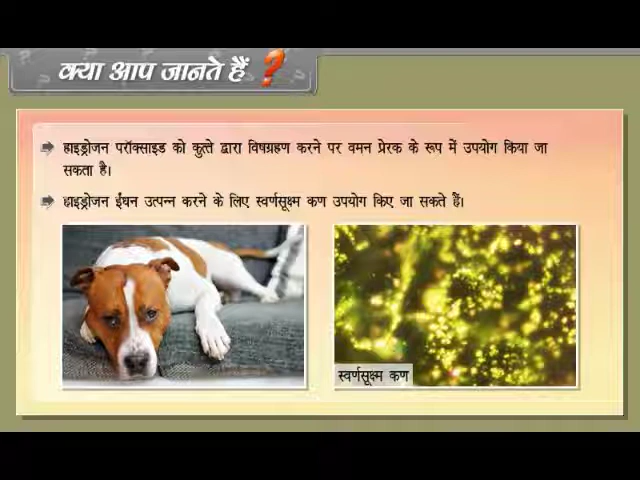 क्या आप जानते हैं ?
हाइड्रोजन परॉक्साइड को कुत्ते द्वारा विषग्रहण करने पर वमन प्रेरक के रूप में उपयोग किया जा
सकता है।
हाइड्रोजन ईंघन उत्पन्न करने के लिए स्वर्णसूक्ष्म कण उपयोग किए जा सकते हैं।
स्वर्णसूक्ष्म कण